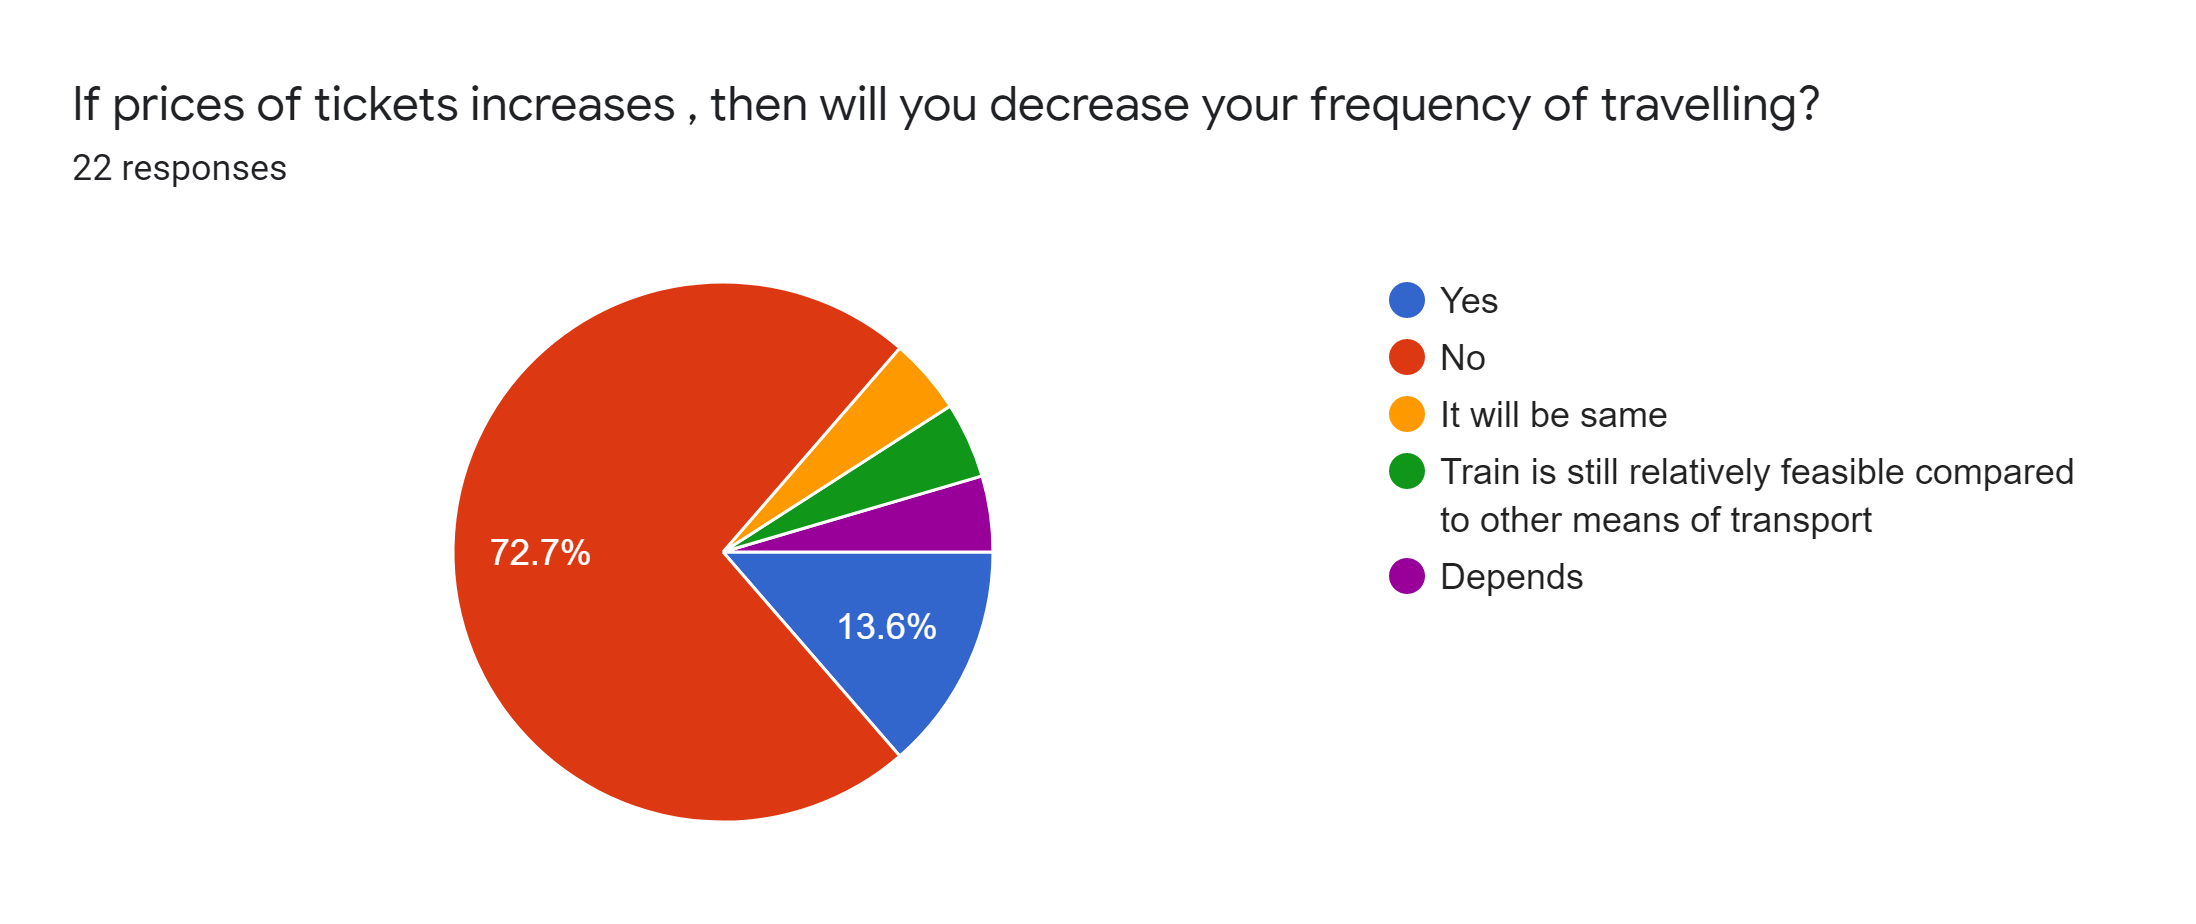 If prices of tickets increases , then will you decrease your frequency of travelling?
22 responses
72.7%
13.6%
Yes
No
It will be same
Train is still relatively feasible compared
to other means of transport
Depends